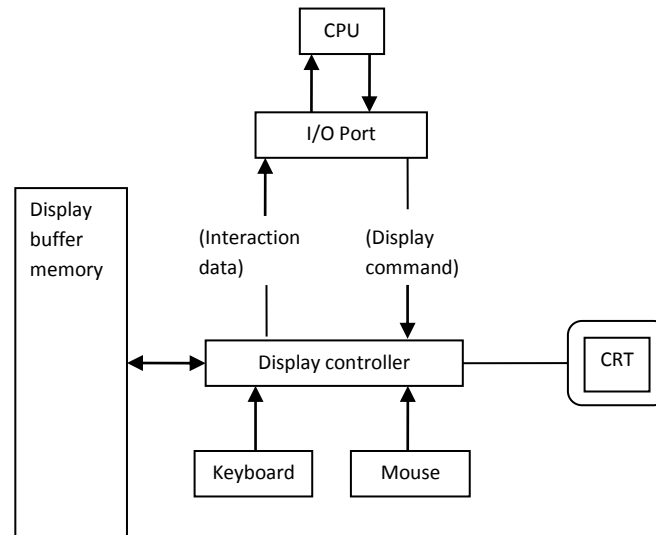 CPU
I/O Port
Display
buffer
memory
(Interaction
data)
(Display
command)
Display controller
CRT
Keyboard
Mouse